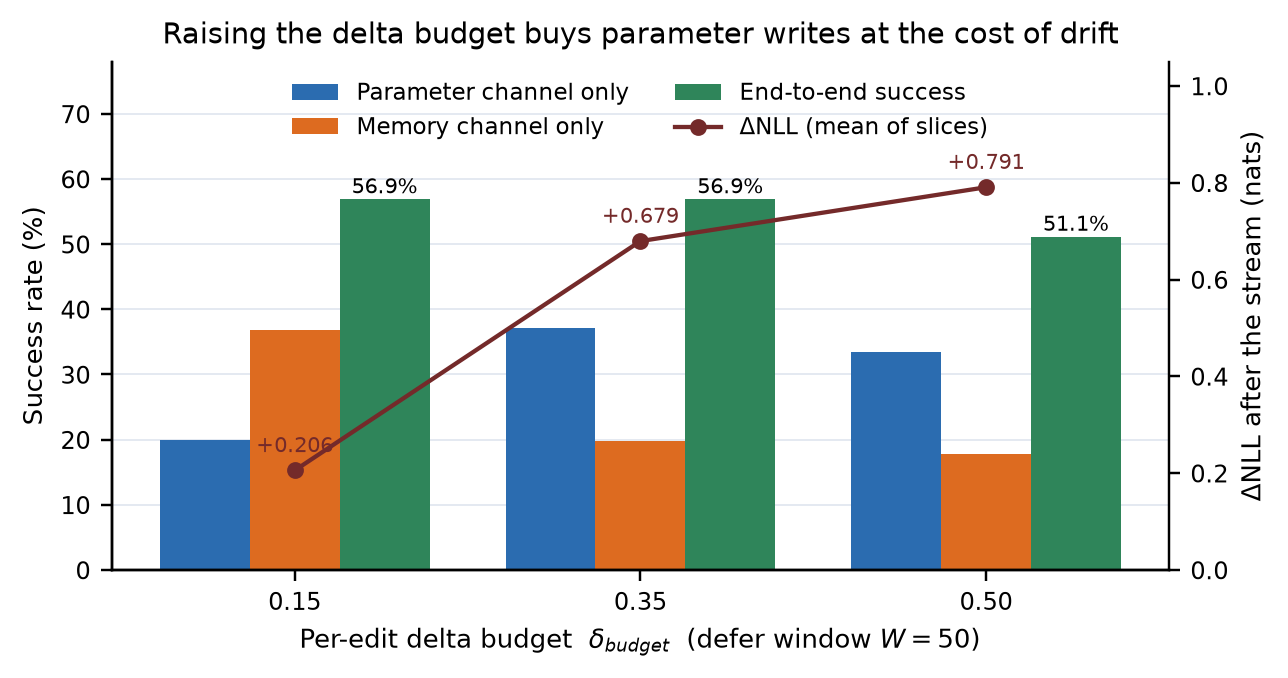 Raising the delta budget buys parameter writes at the cost of drift
Parameter channel only
Memory channel only
End-to-end success
ΔNLL (mean of slices)
Success rate (%)
70
60
50
40
30
20
10
0
56.9%
56.9%
51.1%
+0.206
+0.679
+0.791
1.0
0.8
0.6
0.4
0.2
0.0
ΔNLL after the stream (nats)
0.15
0.35
0.50
Per-edit delta budget δ_budget (defer window W = 50)